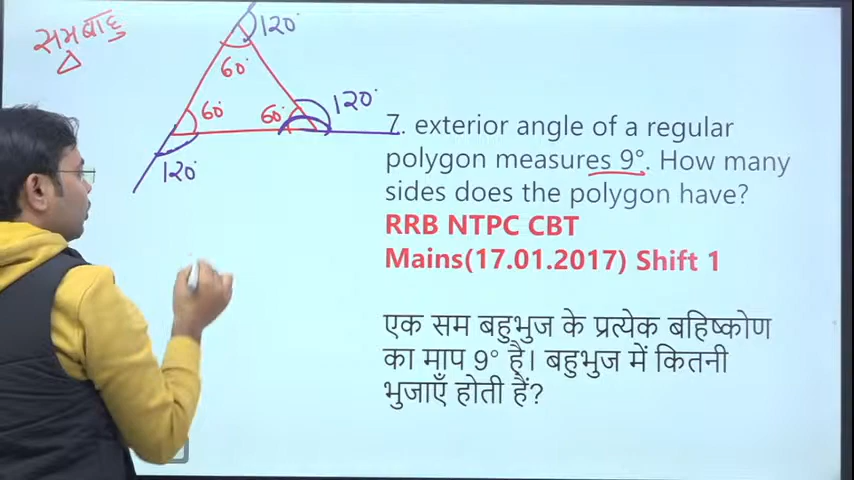 समबाहु
△
120°
60°
60°
60°
120°
120°
7. exterior angle of a regular
polygon measures 9°. How many
sides does the polygon have?
RRB NTPC CBT
Mains(17.01.2017) Shift 1
एक सम बहुभुज के प्रत्येक बहिष्कोण
का माप 9° है। बहुभुज में कितनी
भुजाएँ होती हैं?